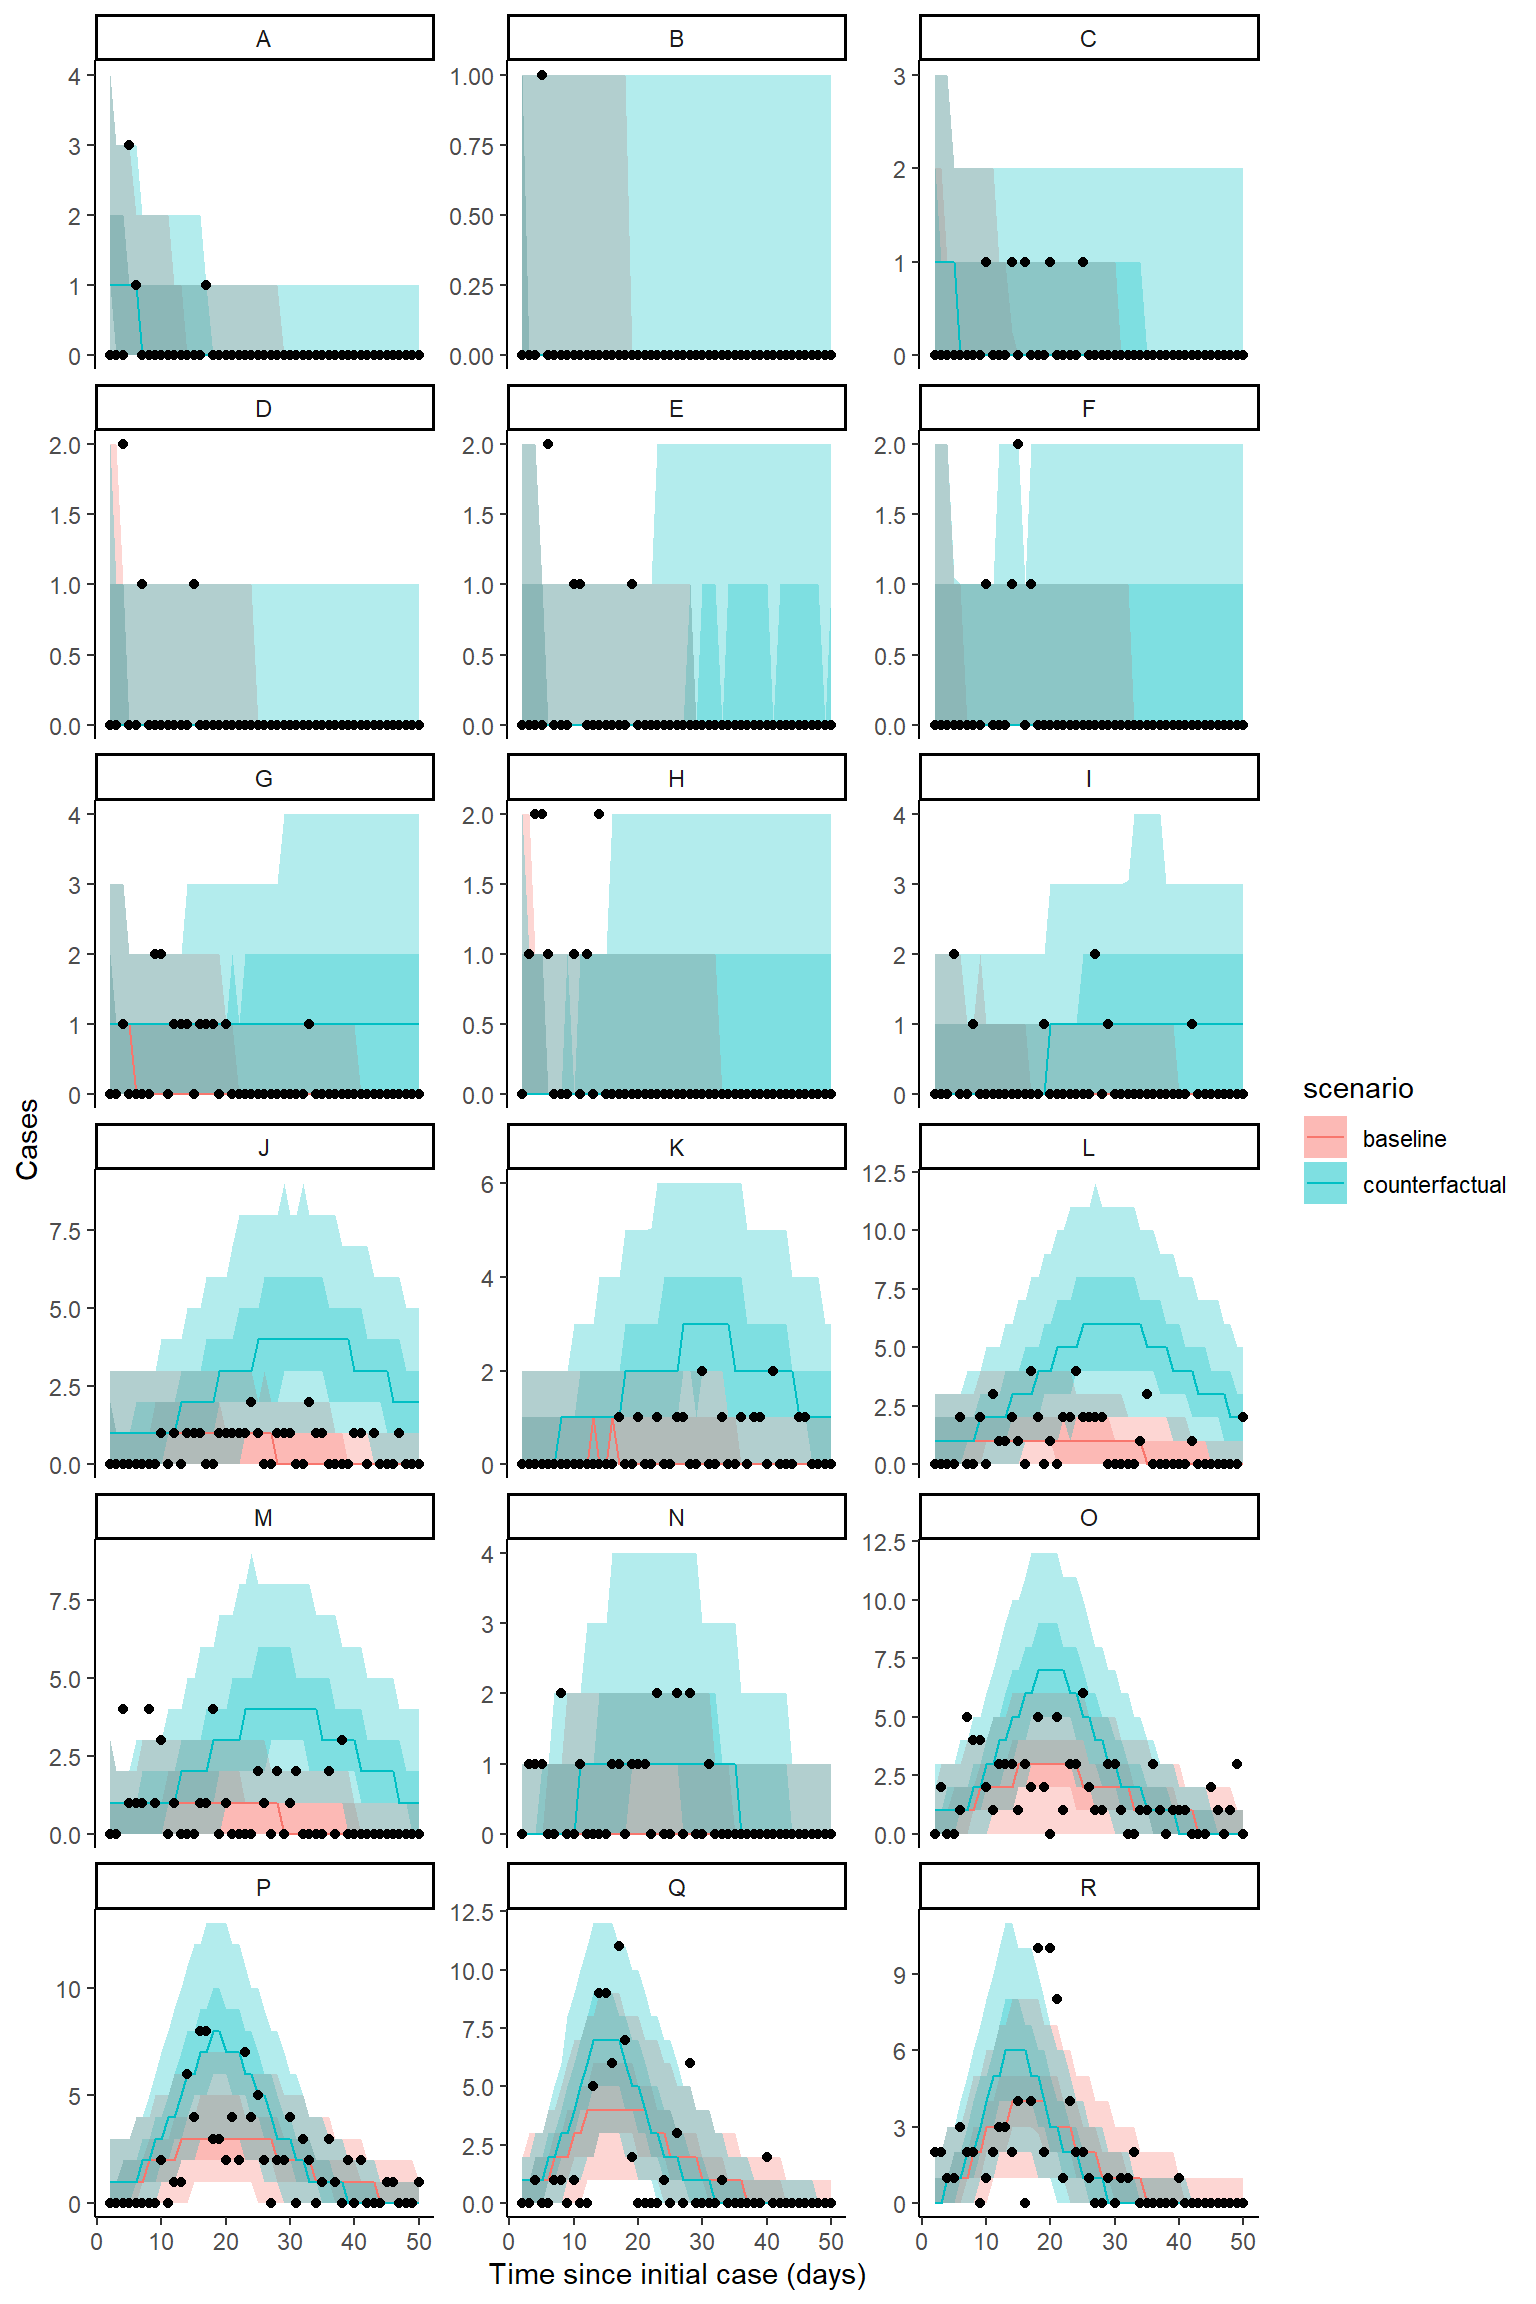 A B C
4 1.00 3
3 0.75 2
2 0.50
1 0.25 1
0 0.00 0
D E F
2.0 2.0 2.0
1.5 1.5 1.5
1.0 1.0 1.0
0.5 0.5 0.5
0.0 0.0 0.0
G H I
4 2.0 4
3 1.5 3
2 1.0 2
1 0.5 1
0 0.0 0
Cases
scenario
baseline
counterfactual
J K L
7.5 6 12.5
5.0 4 10.0
2.5 2 7.5
0.0 0 5.0
2.5
0.0
M N O
7.5 4 12.5
5.0 3 10.0
2.5 2 7.5
0.0 1 5.0
0 2.5
0.0
P Q R
10 12.5 9
5 10.0 6
0 7.5 3
5.0 0
2.5
0.0
0 10 20 30 40 50 0 10 20 30 40 50 0 10 20 30 40 50
Time since initial case (days)